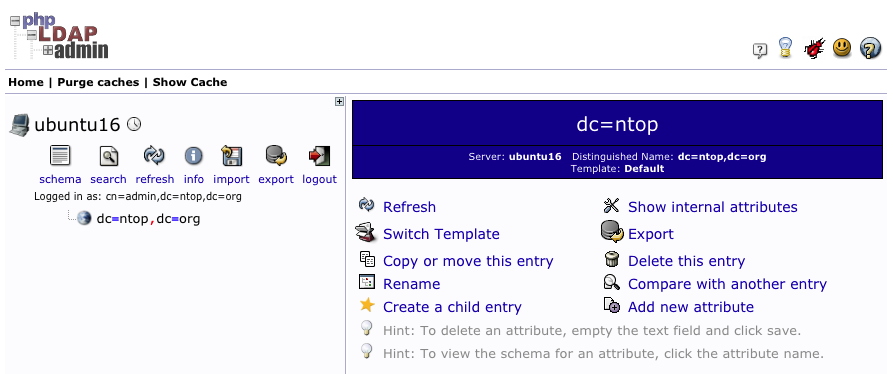 php
LDAP
admin
Home | Purge caches | Show Cache
ubuntu16
schema search refresh info import export logout
Logged in as: cn=admin,dc=ntop,dc=org
dc=ntop,dc=org
dc=ntop
Server: ubuntu16 Distinguished Name: dc=ntop,dc=org
Template: Default
Refresh Show internal attributes
Switch Template Export
Copy or move this entry Delete this entry
Rename Compare with another entry
Create a child entry Add new attribute
Hint: To delete an attribute, empty the text field and click save.
Hint: To view the schema for an attribute, click the attribute name.